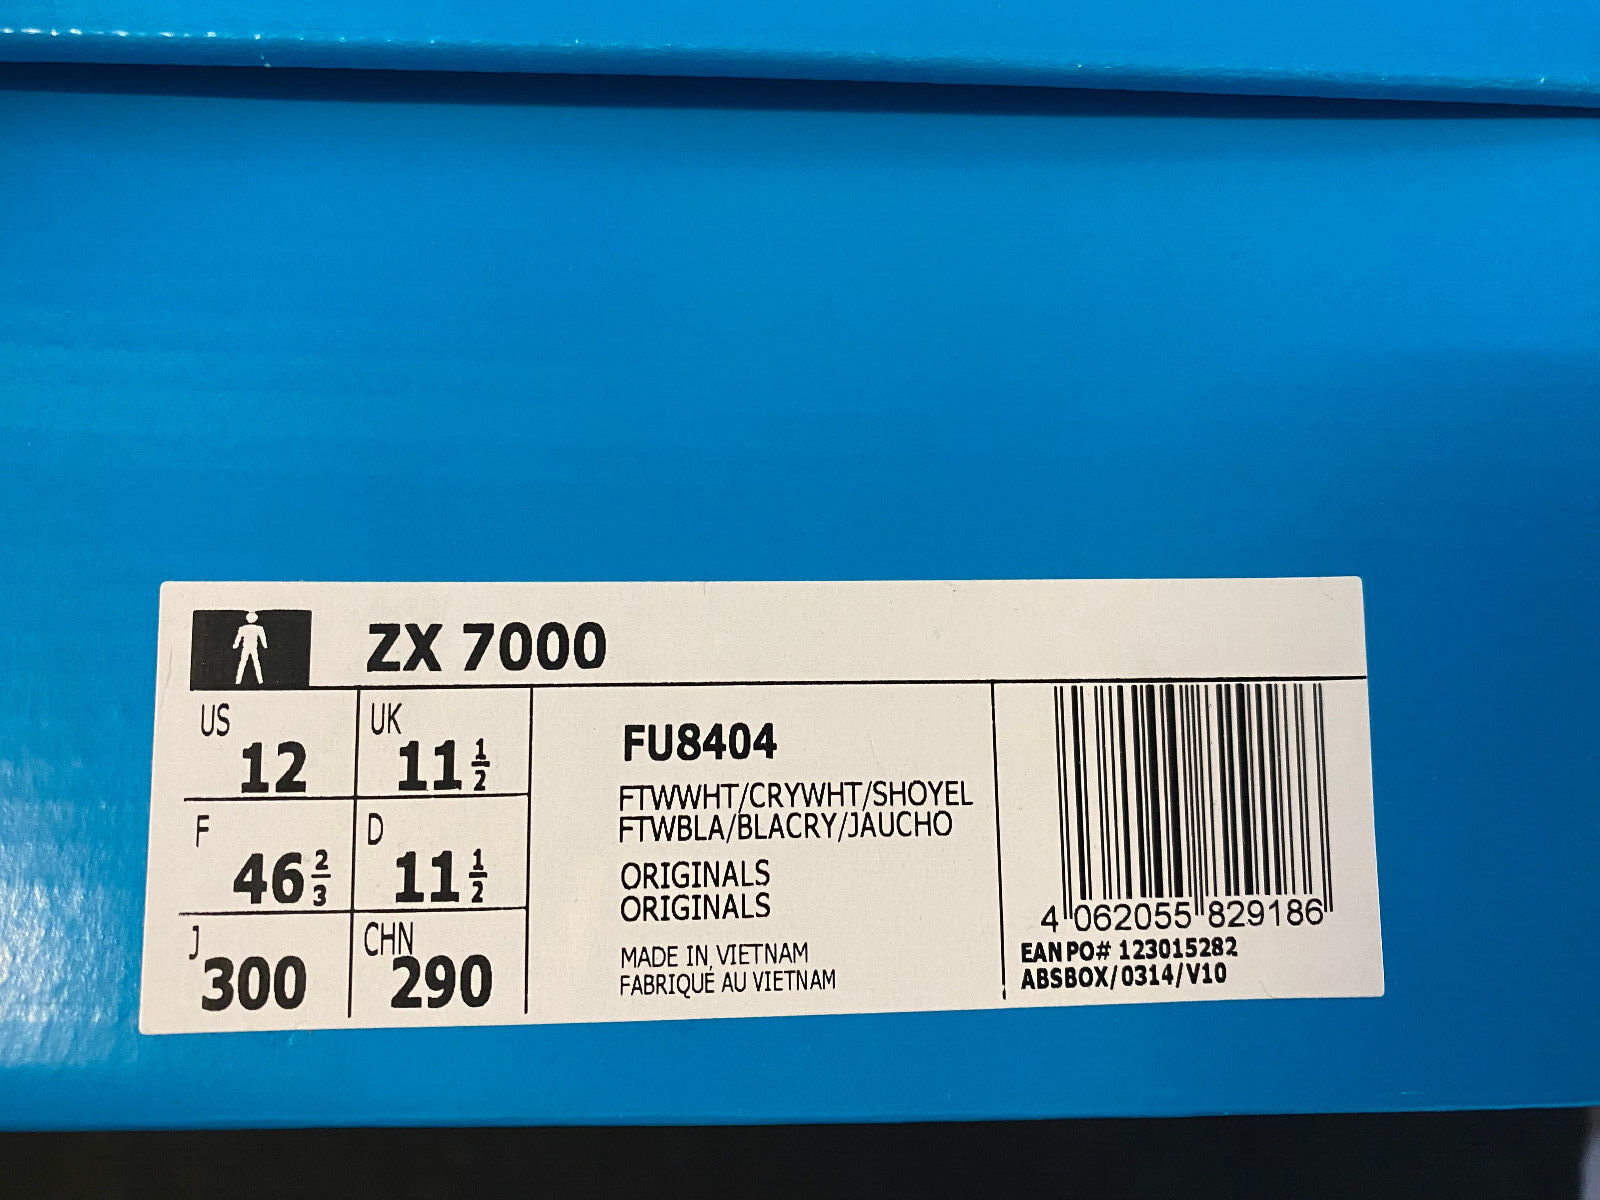 ZX 7000
US 12
UK 11 1/2
F 46 2/3
D 11 1/2
J 300
CHN 290
FU8404
FTWWHT/CRYWHT/SHOYEL
FTWBLA/BLACRY/JAUCHO
ORIGINALS
ORIGINALS
MADE IN VIETNAM
FABRIQUÉ AU VIETNAM
4 062055 829186
EAN PO# 123015282
ABSBOX/0314/V10